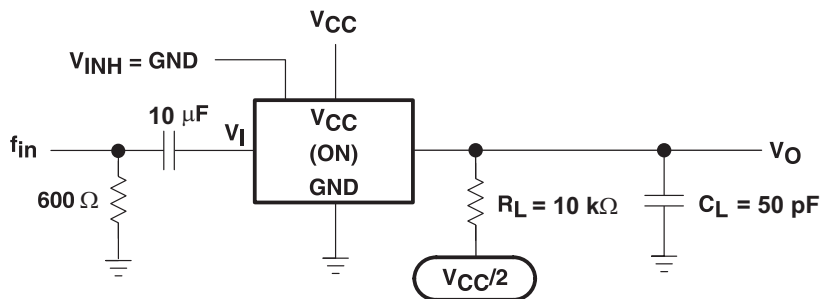 VCC
VINH = GND
10 μF
VI
VCC
(ON)
GND
fin
VO
600 Ω
RL = 10 kΩ
CL = 50 pF
VCC/2